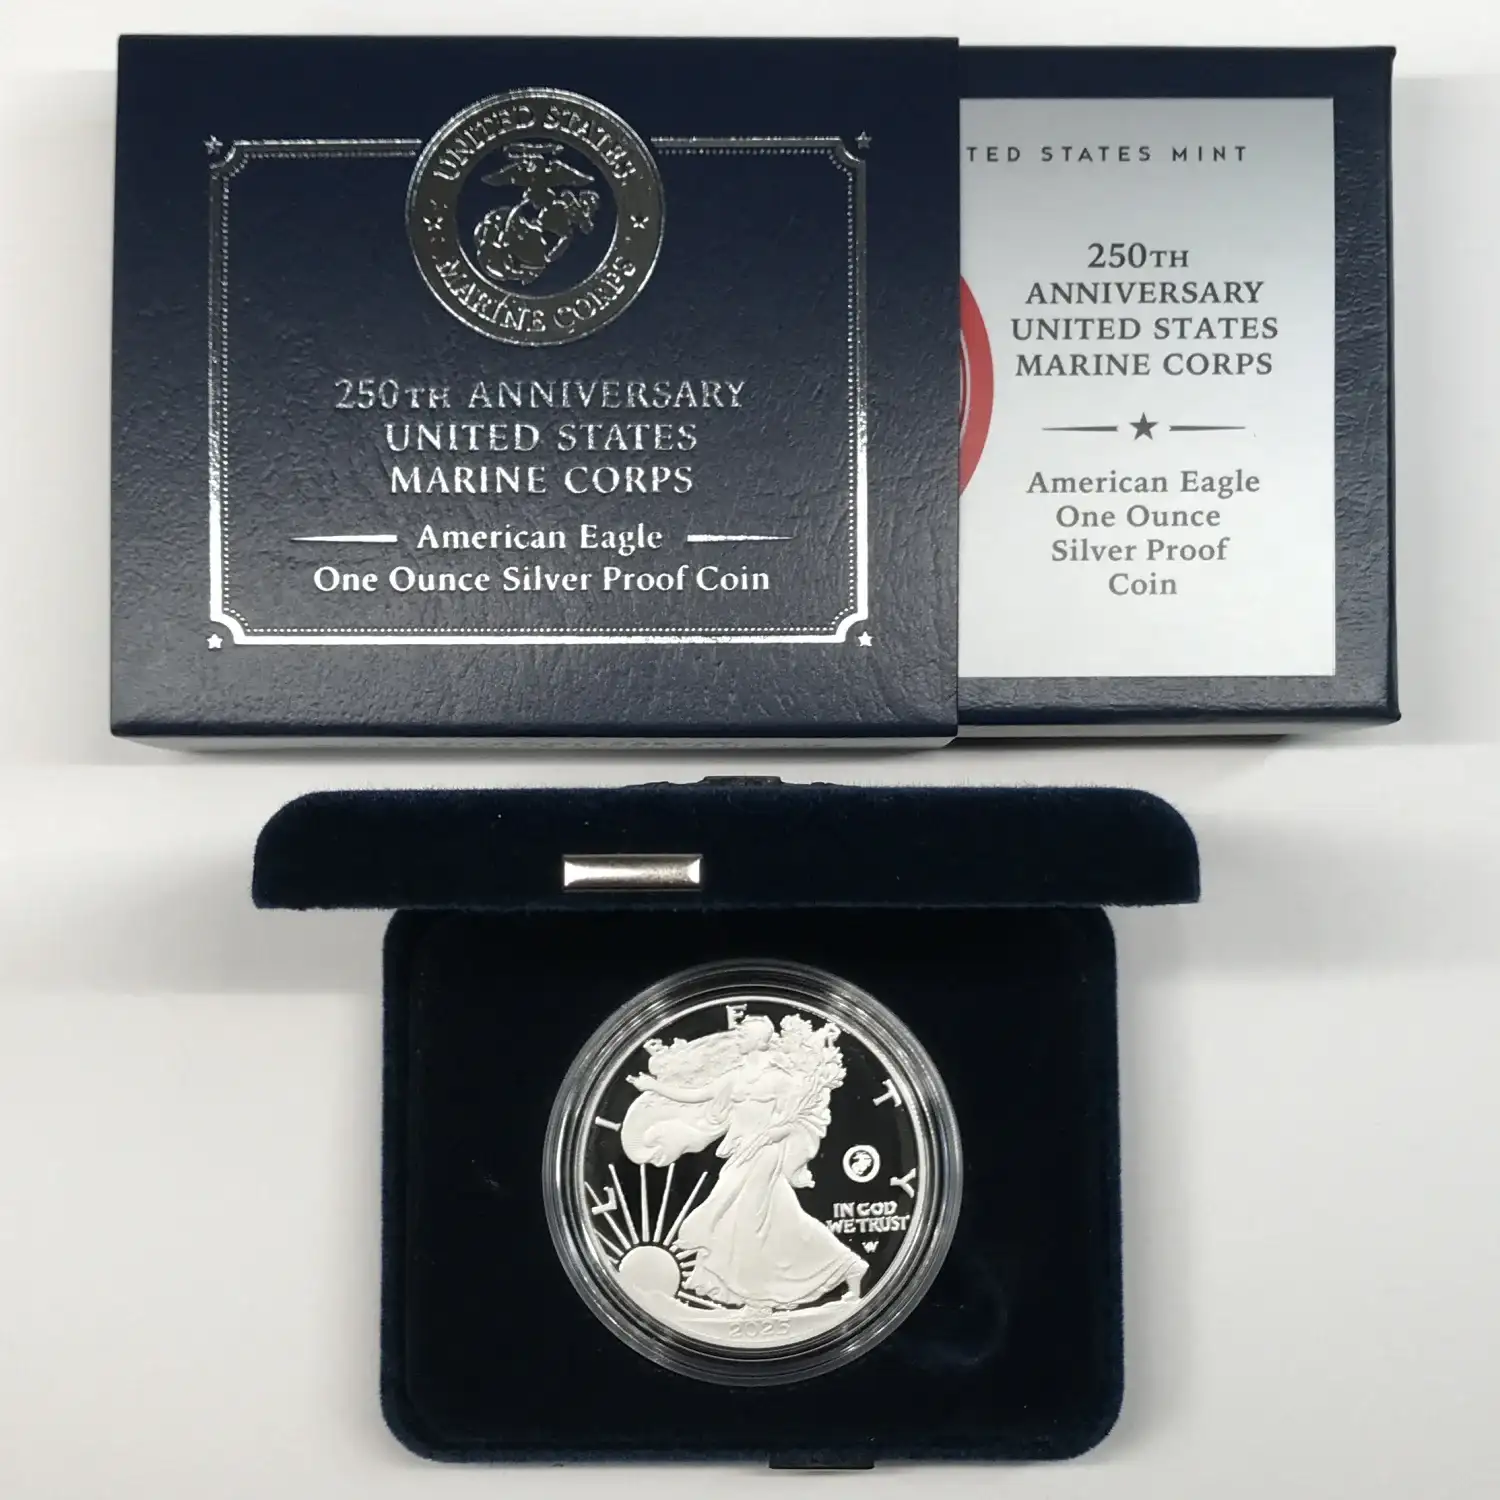 UNITED STATES
MARINE CORPS
250TH ANNIVERSARY
UNITED STATES
MARINE CORPS
American Eagle
One Ounce Silver Proof Coin
TED STATES MINT
250TH
ANNIVERSARY
UNITED STATES
MARINE CORPS
American Eagle
One Ounce
Silver Proof
Coin
LIBERTY
IN GOD
WE TRUST
W
2025